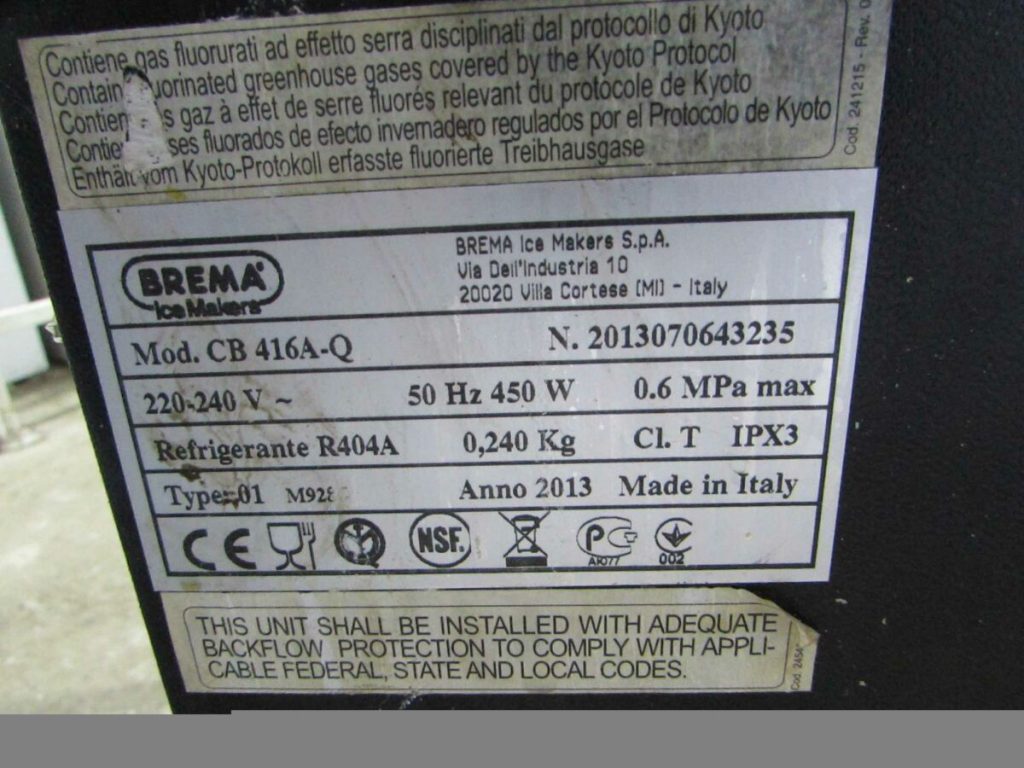 Contiene gas fluorurati ad effetto serra disciplinati dal protocollo di Kyoto
Contain fluorinated greenhouse gases covered by the Kyoto Protocol
gaz à effet de serre fluorés relevant du protocole de Kyoto
fluorados de efecto invernadero regulados por el Protocolo de Kyoto
Enthält vom Kyoto-Protokoll erfasste fluorierte Treibhausgase
Cod. 241215 - Rev. 0
BREMA
Ice Makers
BREMA Ice Makers S.p.A.
Via Dell'Industria 10
20020 Villa Cortese (MI) - Italy
Mod. CB 416A-Q N. 2013070643235
220-240 V ~ 50 Hz 450 W 0.6 MPa max
Refrigerante R404A 0,240 Kg Cl. T IPX3
Type 01 Anno 2013 Made in Italy
CE NSF. PG
AЮ77 002
THIS UNIT SHALL BE INSTALLED WITH ADEQUATE
BACKFLOW PROTECTION TO COMPLY WITH APPLI-
CABLE FEDERAL, STATE AND LOCAL CODES.
Cod.